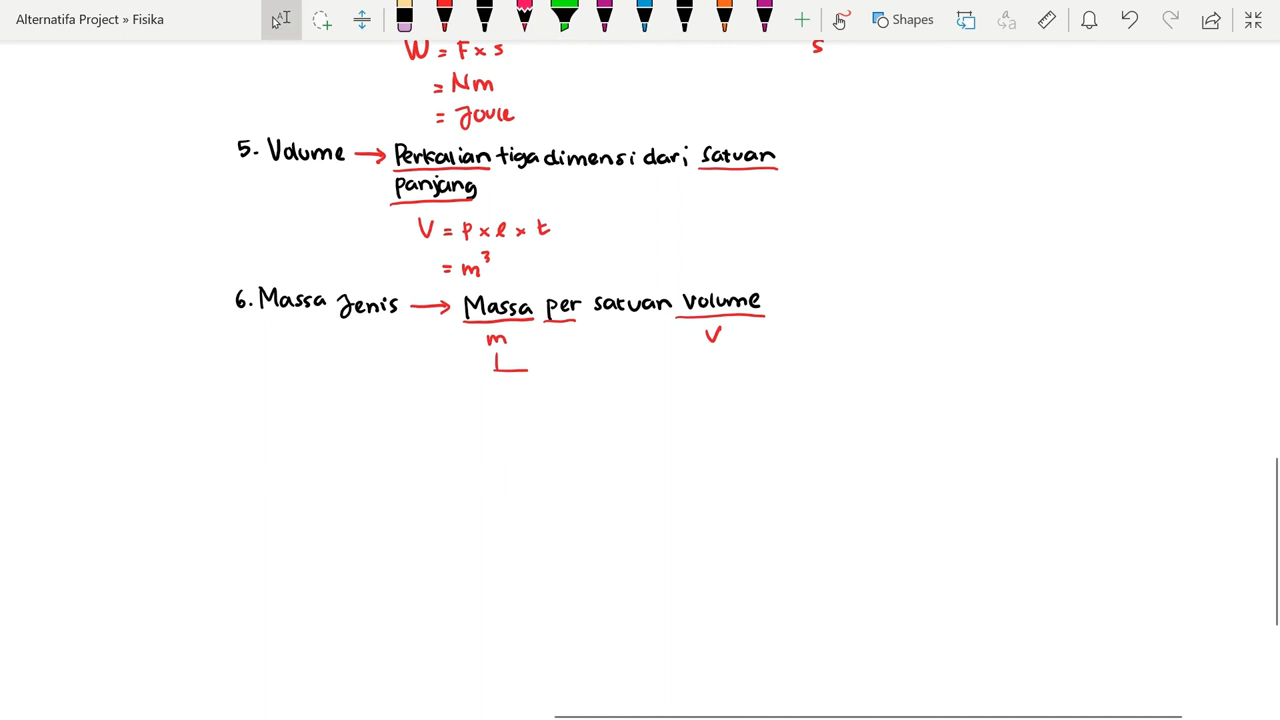 Alternatifa Project » Fisika
Shapes
W = F x s
s
= Nm
= Joule
5. Volume → Perkalian tiga dimensi dari satuan
panjang
V = p x l x t
= m³
6. Massa Jenis → Massa per satuan volume
m
V